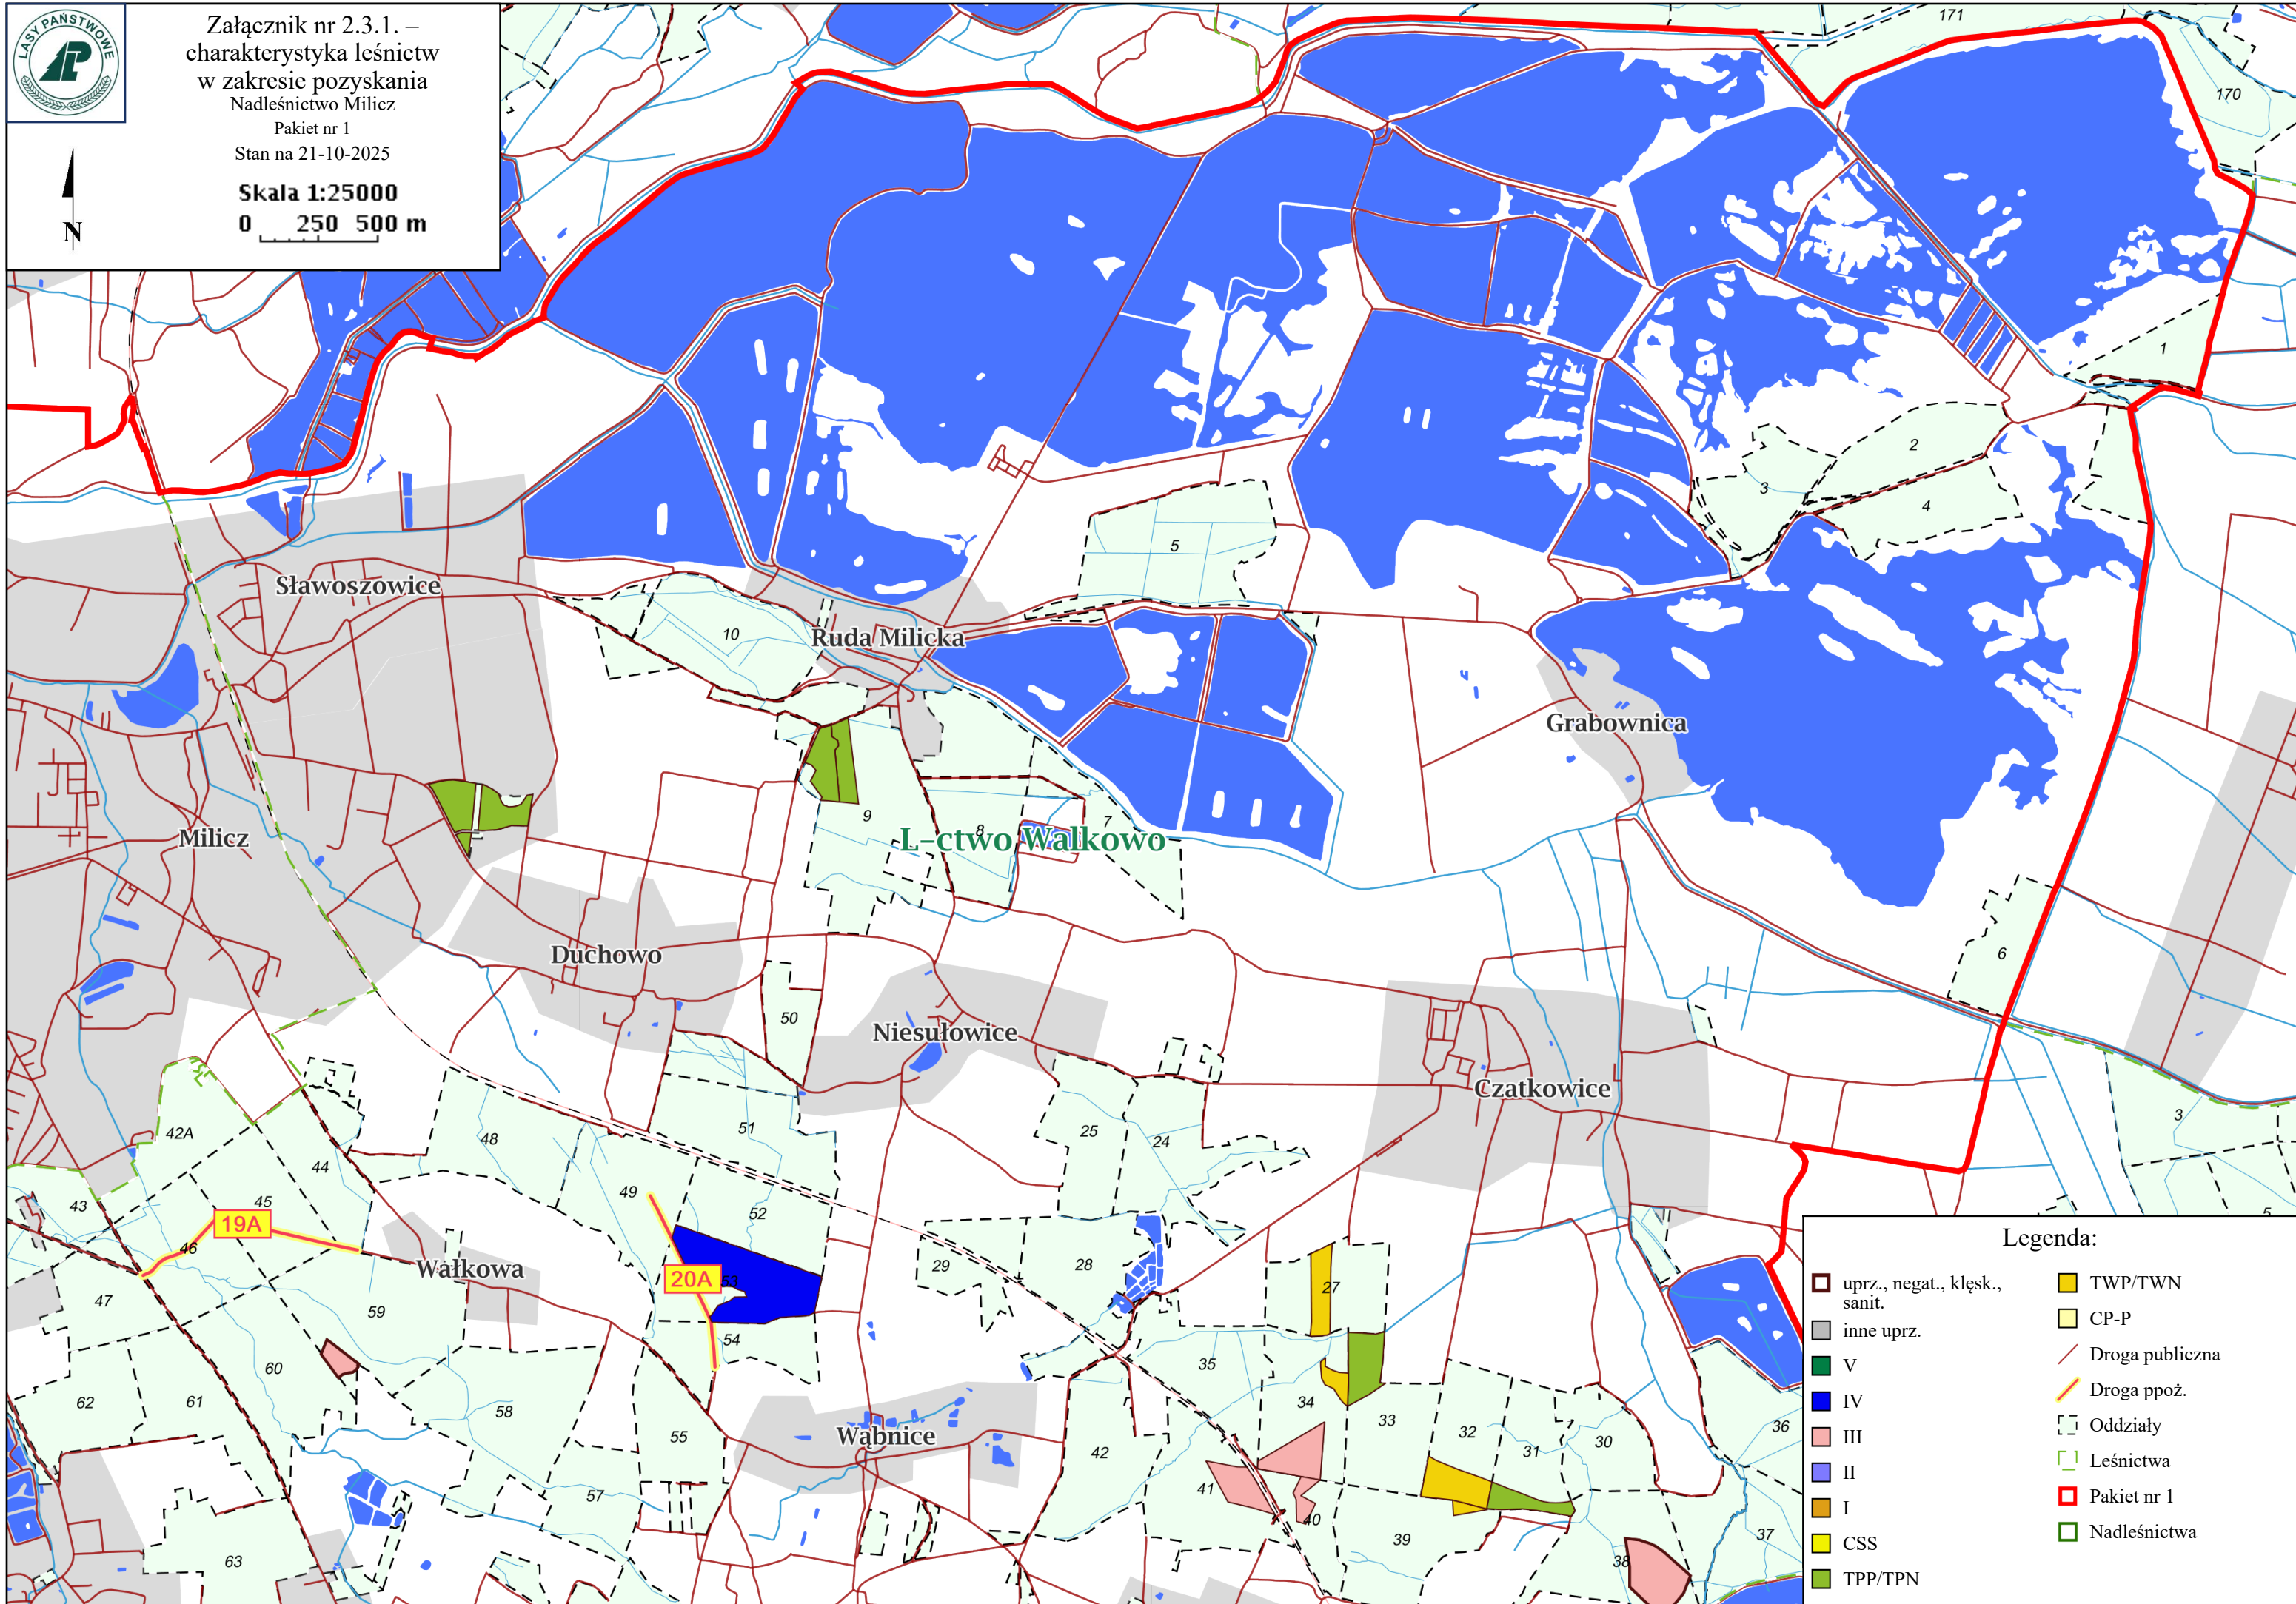 LASY PAŃSTWOWE
Załącznik nr 2.3.1. –
charakterystyka leśnictw
w zakresie pozyskania
Nadleśnictwo Milicz
Pakiet nr 1
Stan na 21-10-2025
Skala 1:25000
0 250 500 m
N
171
170
1
2
3
4
5
Sławoszowice
10
Ruda Milicka
Grabownica
Milicz
9
8
7
L-ctwo Walkowo
Duchowo
6
50
Niesułowice
Czatkowice
3
42A
48
51
25
24
44
43
45
49
52
5
19A
46
Wałkowa
20A
53
29
28
27
47
59
54
35
60
62
61
58
34
33
32
31
30
36
55
Wąbnice
42
57
41
40
39
37
63
38
Legenda:
uprz., negat., klęsk.,
sanit.
inne uprz.
V
IV
III
II
I
CSS
TPP/TPN
TWP/TWN
CP-P
Droga publiczna
Droga ppoż.
Oddziały
Leśnictwa
Pakiet nr 1
Nadleśnictwa